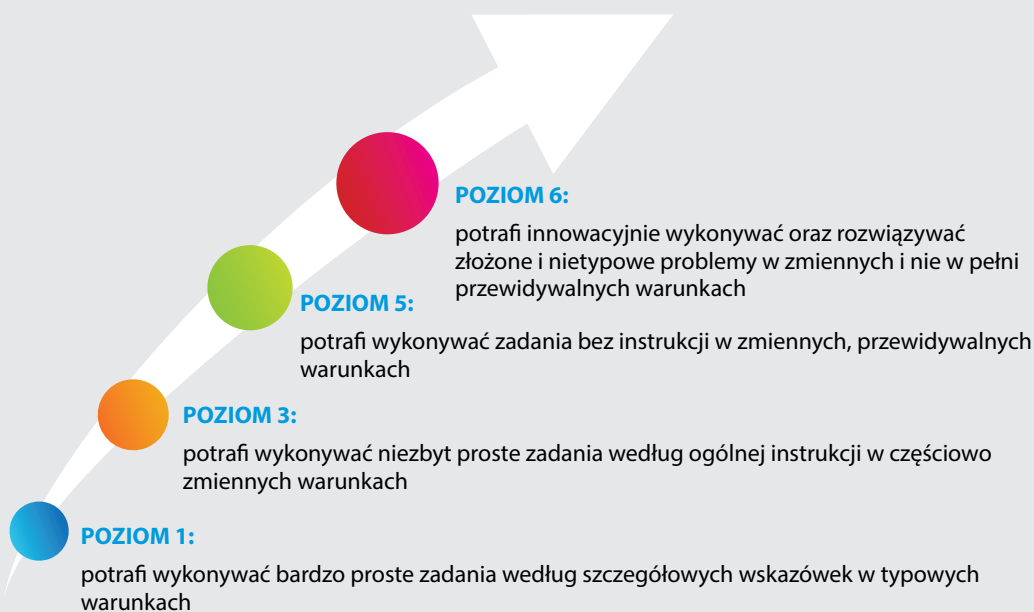 POZIOM 6:
potrafi innowacyjnie wykonywać oraz rozwiązywać
złożone i nietypowe problemy w zmiennych i nie w pełni
przewidywalnych warunkach
POZIOM 5:
potrafi wykonywać zadania bez instrukcji w zmiennych, przewidywalnych
warunkach
POZIOM 3:
potrafi wykonywać niezbyt proste zadania według ogólnej instrukcji w częściowo
zmiennych warunkach
POZIOM 1:
potrafi wykonywać bardzo proste zadania według szczegółowych wskazówek w typowych
warunkach